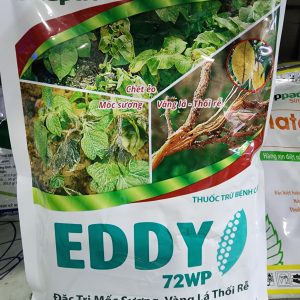 Chết ẻo
Mốc sương
Vàng lá - Thối rễ
THUỐC TRỪ BỆNH C
EDDY
72WP
Đặc Trị Mốc Sương, Vàng Lá Thối Rễ